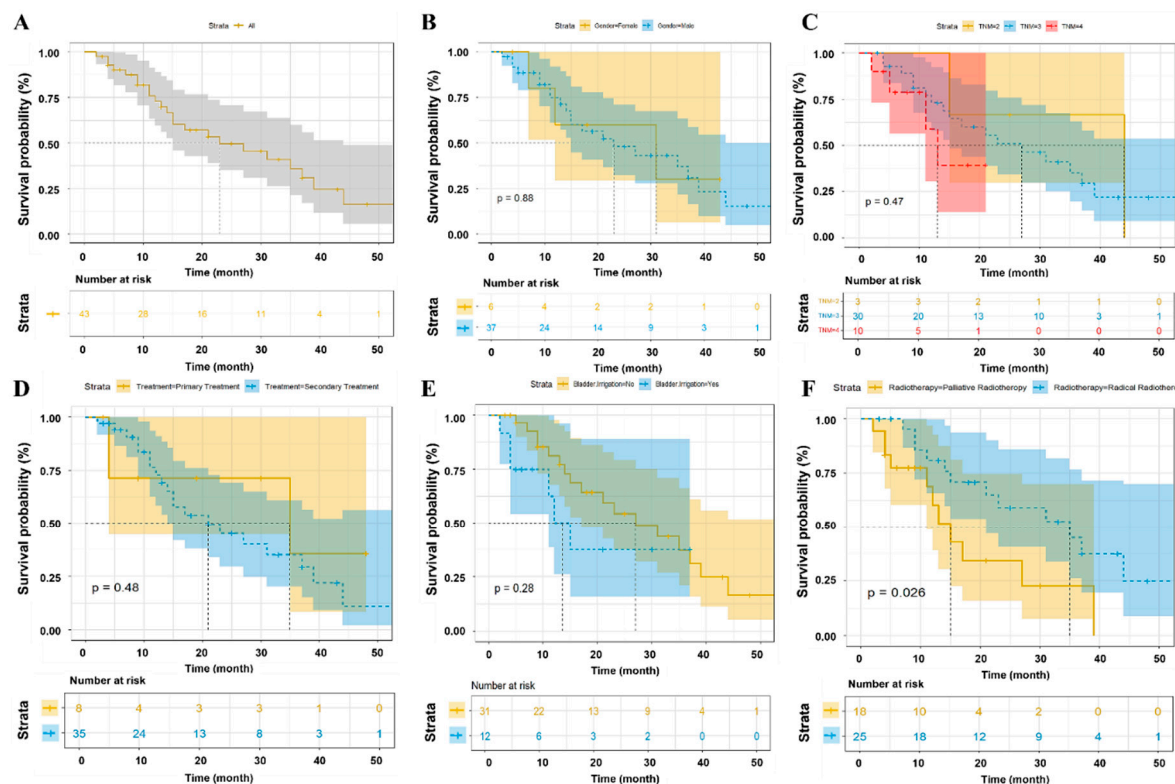 A
Strata All
Survival probability (%)
1.00
0.75
0.50
0.25
0.00
0 10 20 30 40 50
Time (month)
Number at risk
Strata
43 28 16 11 4 1
0 10 20 30 40 50
Time (month)
B
Strata Gender=Female Gender=Male
Survival probability (%)
1.00
0.75
0.50
0.25
0.00
p = 0.88
0 10 20 30 40 50
Time (month)
Number at risk
Strata
6 4 2 2 1 0
37 24 14 9 3 1
0 10 20 30 40 50
Time (month)
C
Strata TNM=2 TNM=3 TNM=4
Survival probability (%)
1.00
0.75
0.50
0.25
0.00
p = 0.47
0 10 20 30 40 50
Time (month)
Number at risk
Strata
TNM=2 3 3 2 1 1 0
TNM=3 30 20 13 10 3 1
TNM=4 10 5 1 0 0 0
0 10 20 30 40 50
Time (month)
D
Strata Treatment=Primary Treatment Treatment=Secondary Treatment
Survival probability (%)
1.00
0.75
0.50
0.25
0.00
p = 0.48
0 10 20 30 40 50
Time (month)
Number at risk
Strata
8 4 3 3 1 0
35 24 13 8 3 1
0 10 20 30 40 50
Time (month)
E
Strata Bladder.Irrigation=No Bladder.Irrigation=Yes
Survival probability (%)
1.00
0.75
0.50
0.25
0.00
p = 0.28
0 10 20 30 40 50
Time (month)
Number at risk
Strata
31 22 13 9 4 1
12 6 3 2 0 0
0 10 20 30 40 50
Time (month)
F
Strata Radiotherapy=Palliative Radiotherapy Radiotherapy=Radical Radiother
Survival probability (%)
1.00
0.75
0.50
0.25
0.00
p = 0.026
0 10 20 30 40 50
Time (month)
Number at risk
Strata
18 10 4 2 0 0
25 18 12 9 4 1
0 10 20 30 40 50
Time (month)